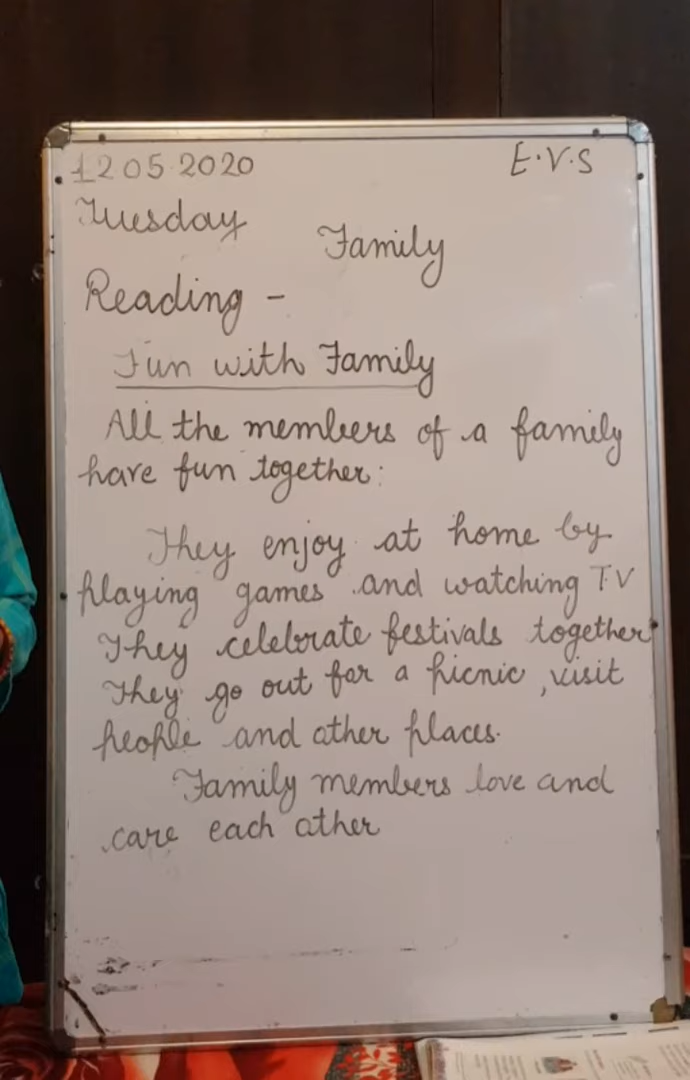 12.05.2020 E.V.S
Tuesday
Family
Reading -
Fun with Family
All the members of a family
have fun together:
They enjoy at home by
playing games and watching TV
They celebrate festivals together
They go out for a picnic, visit
people and other places.
Family members love and
care each other